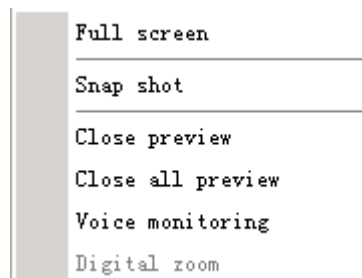 Full screen
Snap shot
Close preview
Close all preview
Voice monitoring
Digital zoom